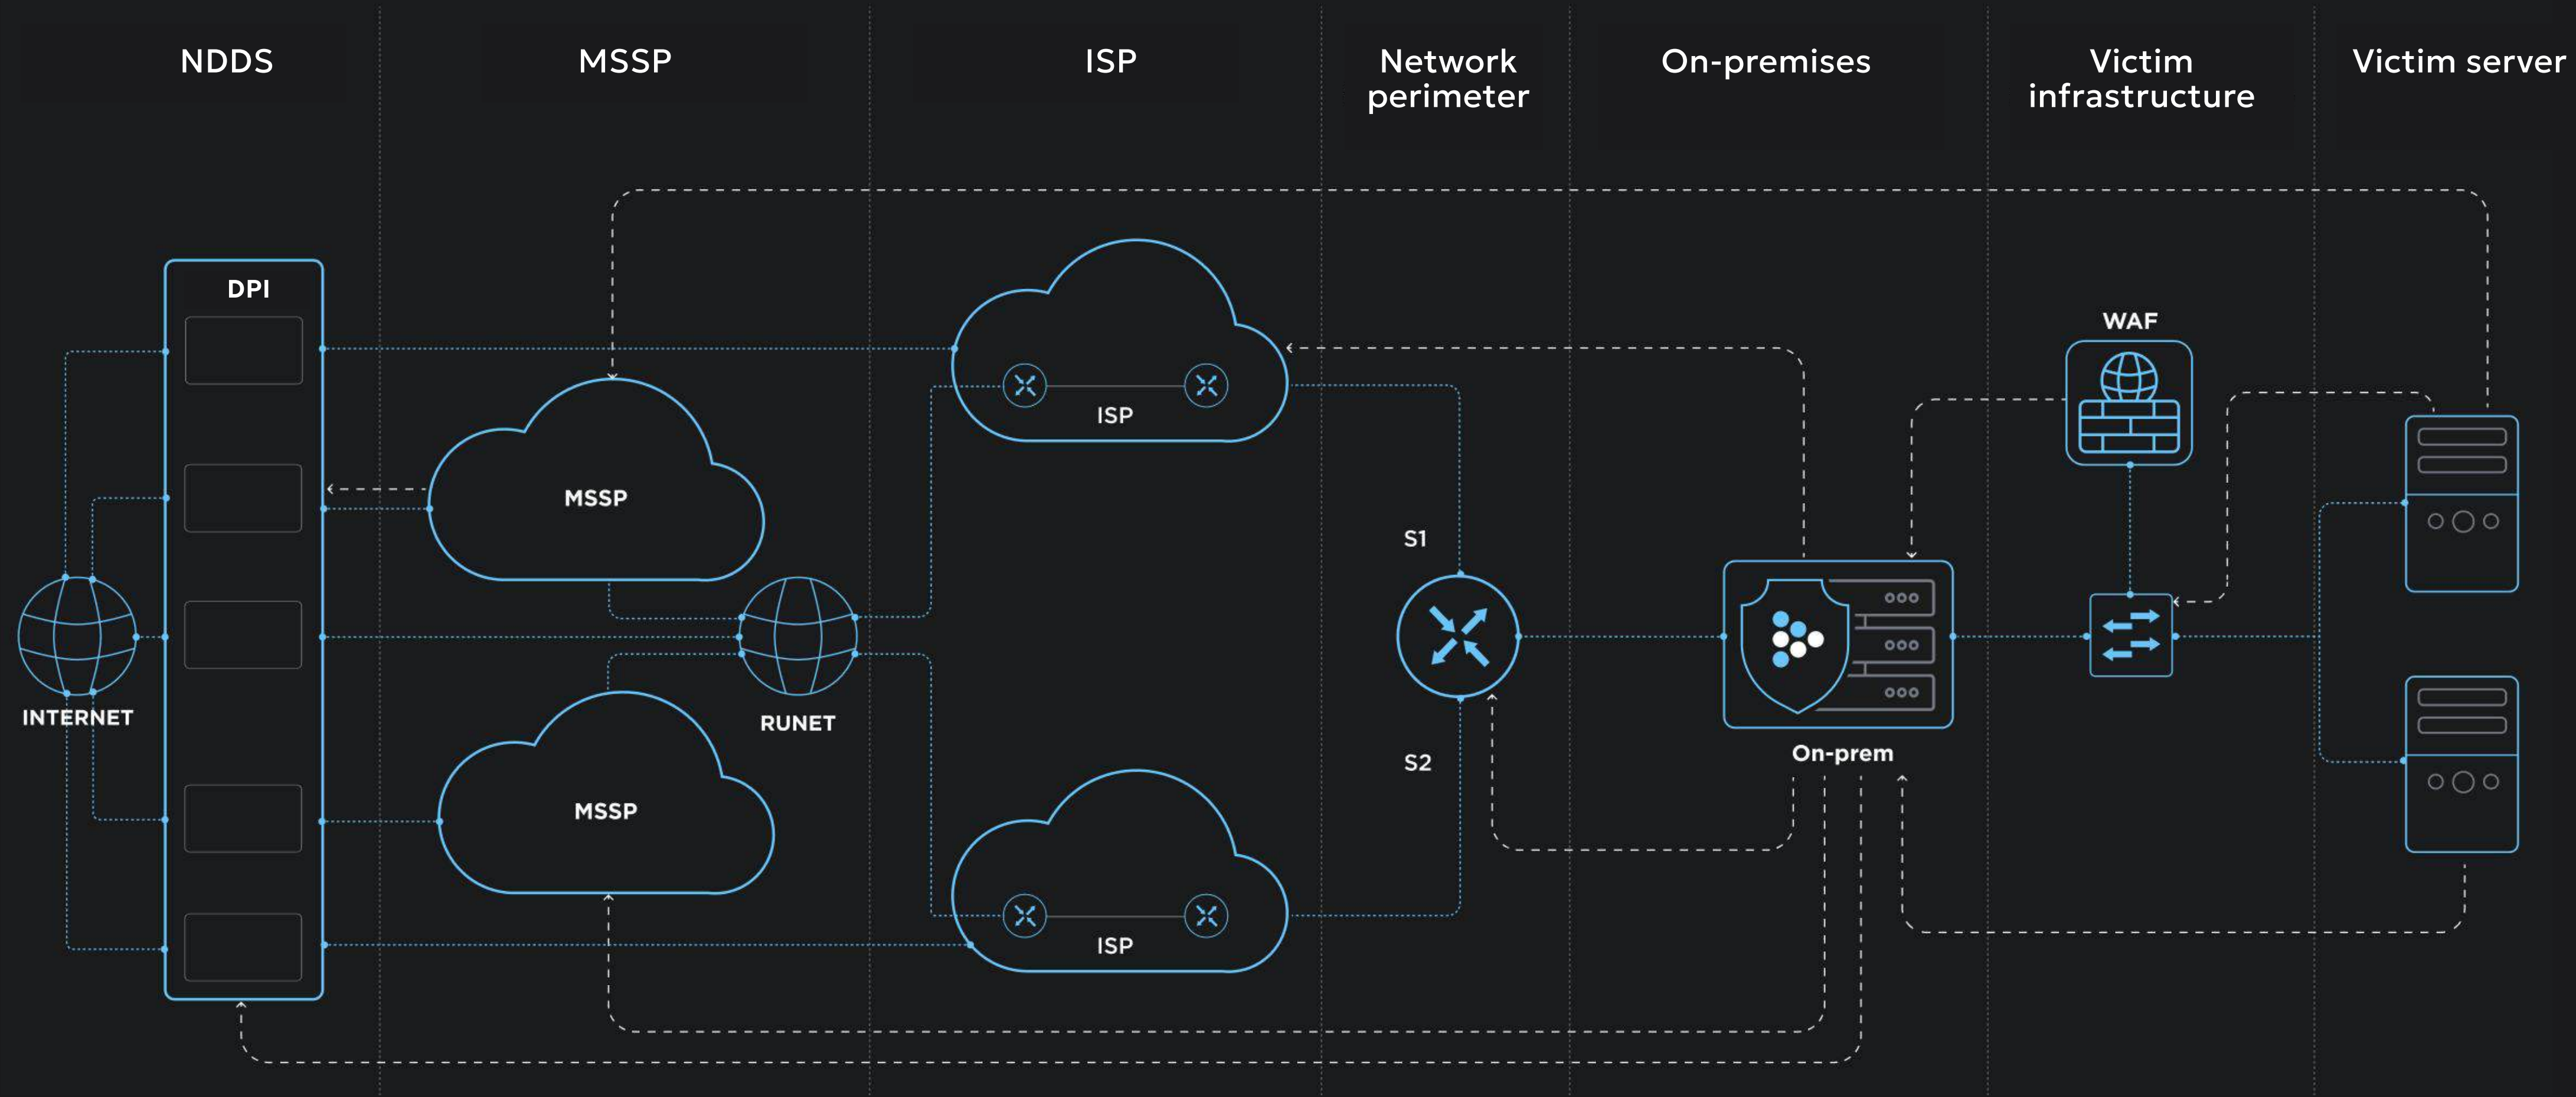 NDDS
MSSP
ISP
Network
perimeter
On-premises
Victim
infrastructure
Victim server
DPI
WAF
ISP
MSSP
S1
INTERNET
RUNET
On-prem
S2
MSSP
ISP